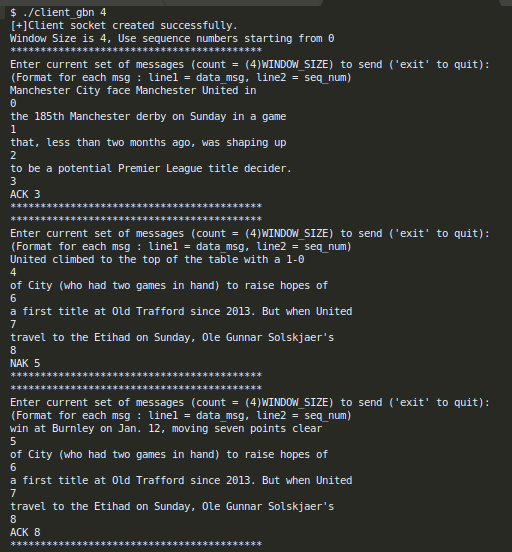 $ ./client_gbn 4
[+]Client socket created successfully.
Window Size is 4, Use sequence numbers starting from 0
******************************************
Enter current set of messages (count = (4)WINDOW_SIZE) to send ('exit' to quit):
(Format for each msg : line1 = data_msg, line2 = seq_num)
Manchester City face Manchester United in
0
the 185th Manchester derby on Sunday in a game
1
that, less than two months ago, was shaping up
2
to be a potential Premier League title decider.
3
ACK 3
******************************************
******************************************
Enter current set of messages (count = (4)WINDOW_SIZE) to send ('exit' to quit):
(Format for each msg : line1 = data_msg, line2 = seq_num)
United climbed to the top of the table with a 1-0
4
of City (who had two games in hand) to raise hopes of
6
a first title at Old Trafford since 2013. But when United
7
travel to the Etihad on Sunday, Ole Gunnar Solskjaer's
8
NAK 5
******************************************
******************************************
Enter current set of messages (count = (4)WINDOW_SIZE) to send ('exit' to quit):
(Format for each msg : line1 = data_msg, line2 = seq_num)
win at Burnley on Jan. 12, moving seven points clear
5
of City (who had two games in hand) to raise hopes of
6
a first title at Old Trafford since 2013. But when United
7
travel to the Etihad on Sunday, Ole Gunnar Solskjaer's
8
ACK 8
******************************************